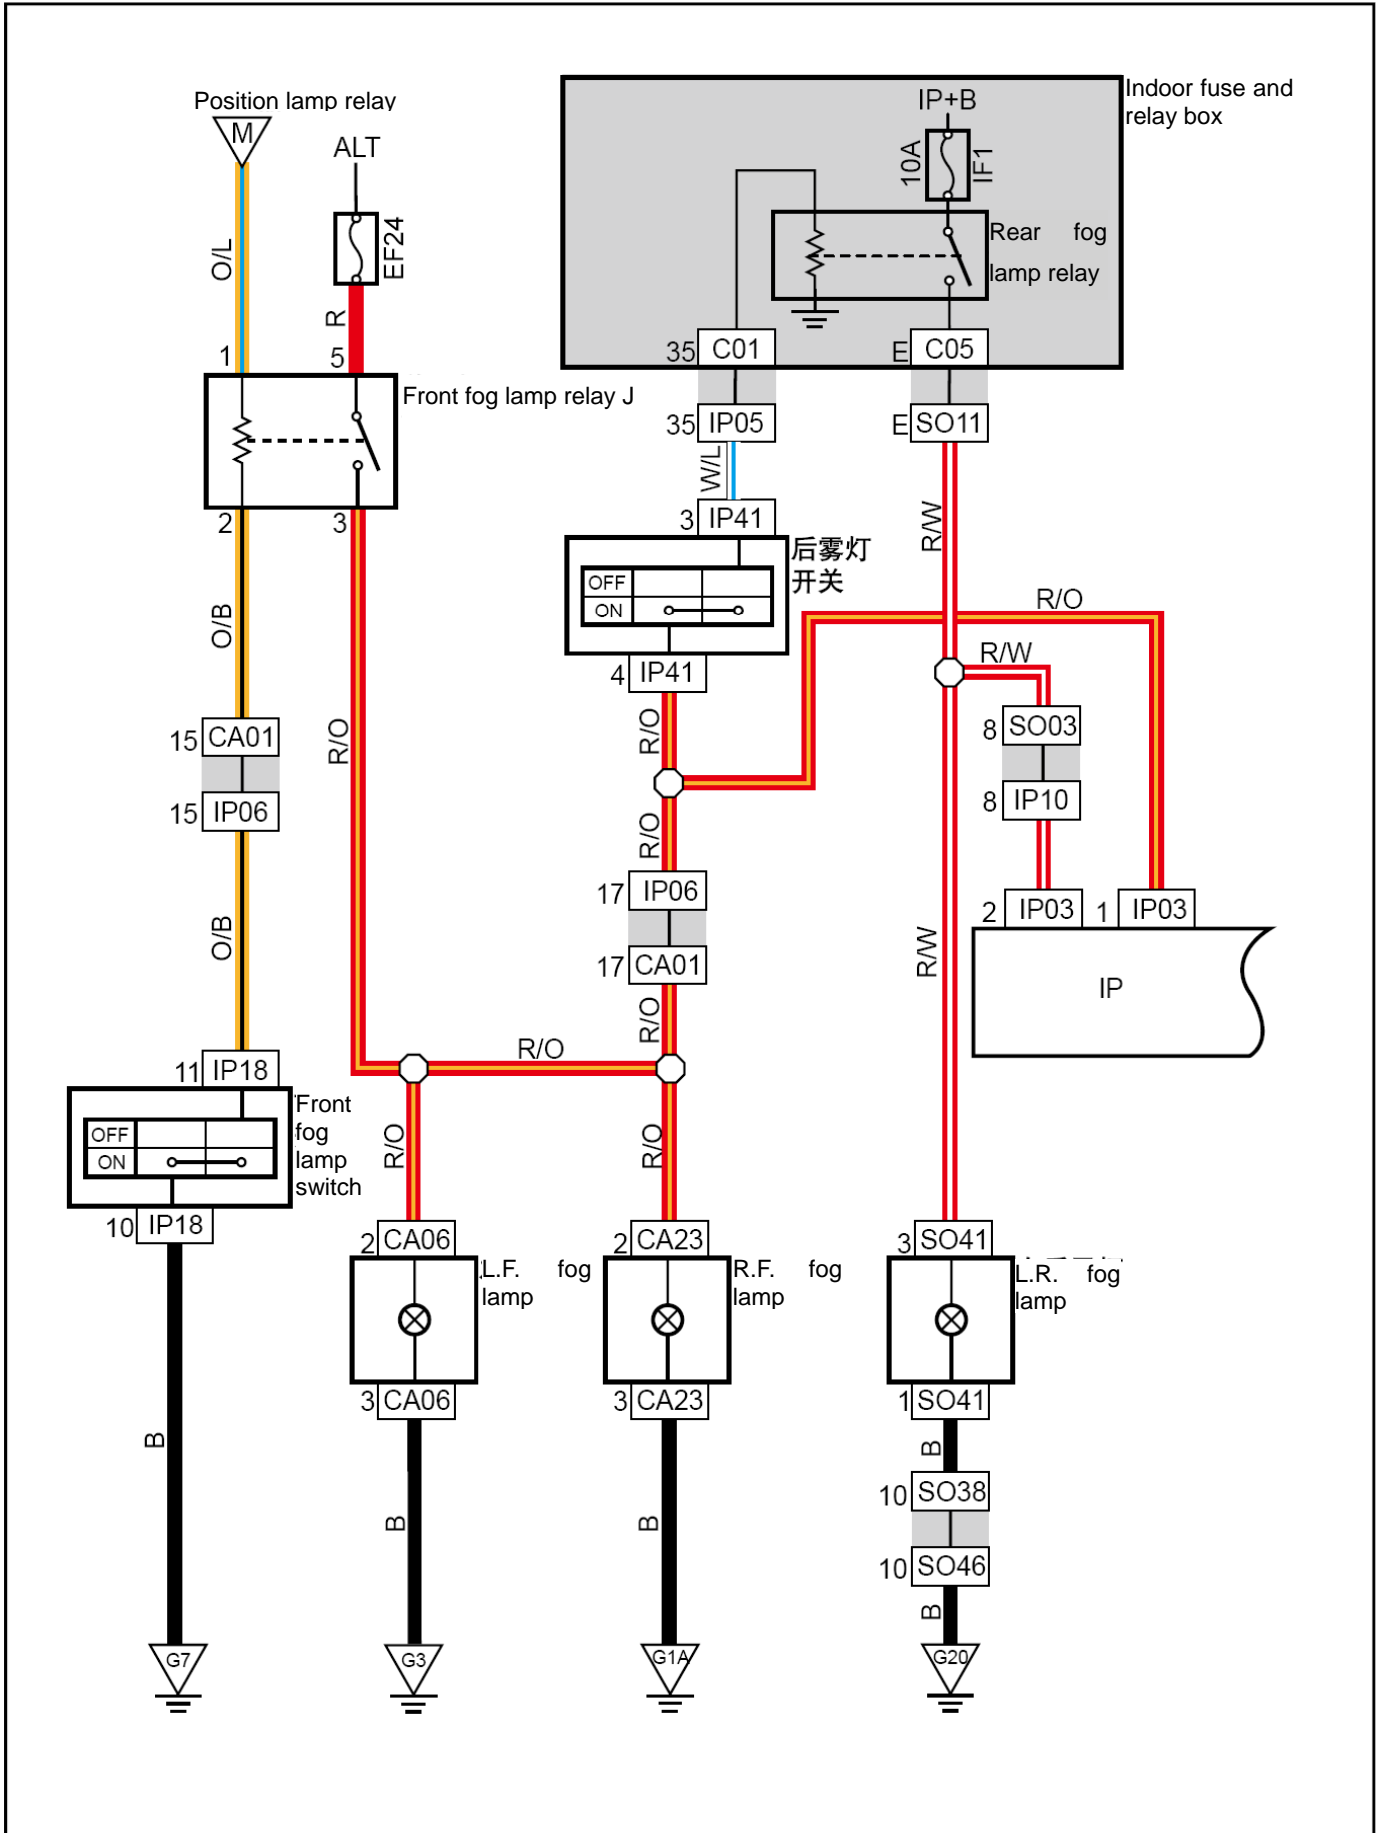 Position lamp relay
M
ALT
EF24
O/L
R
1
5
Front fog lamp relay J
2
3
O/B
R/O
15 CA01
15 IP06
O/B
11 IP18
Front
fog
lamp
switch
OFF
ON
10 IP18
B
G7
Indoor fuse and
relay box
IP+B
10A
IF1
Rear fog
lamp relay
35 C01
E C05
35 IP05
E SO11
W/L
R/W
3 IP41
后雾灯
开关
OFF
ON
4 IP41
R/O
R/O
R/W
8 SO03
8 IP10
R/O
17 IP06
17 CA01
R/O
2 IP03
1 IP03
IP
R/W
R/O
R/O
R/O
2 CA06
L.F. fog
lamp
3 CA06
B
G3
2 CA23
R.F. fog
lamp
3 CA23
B
G1A
3 SO41
L.R. fog
lamp
1 SO41
B
10 SO38
10 SO46
B
G20